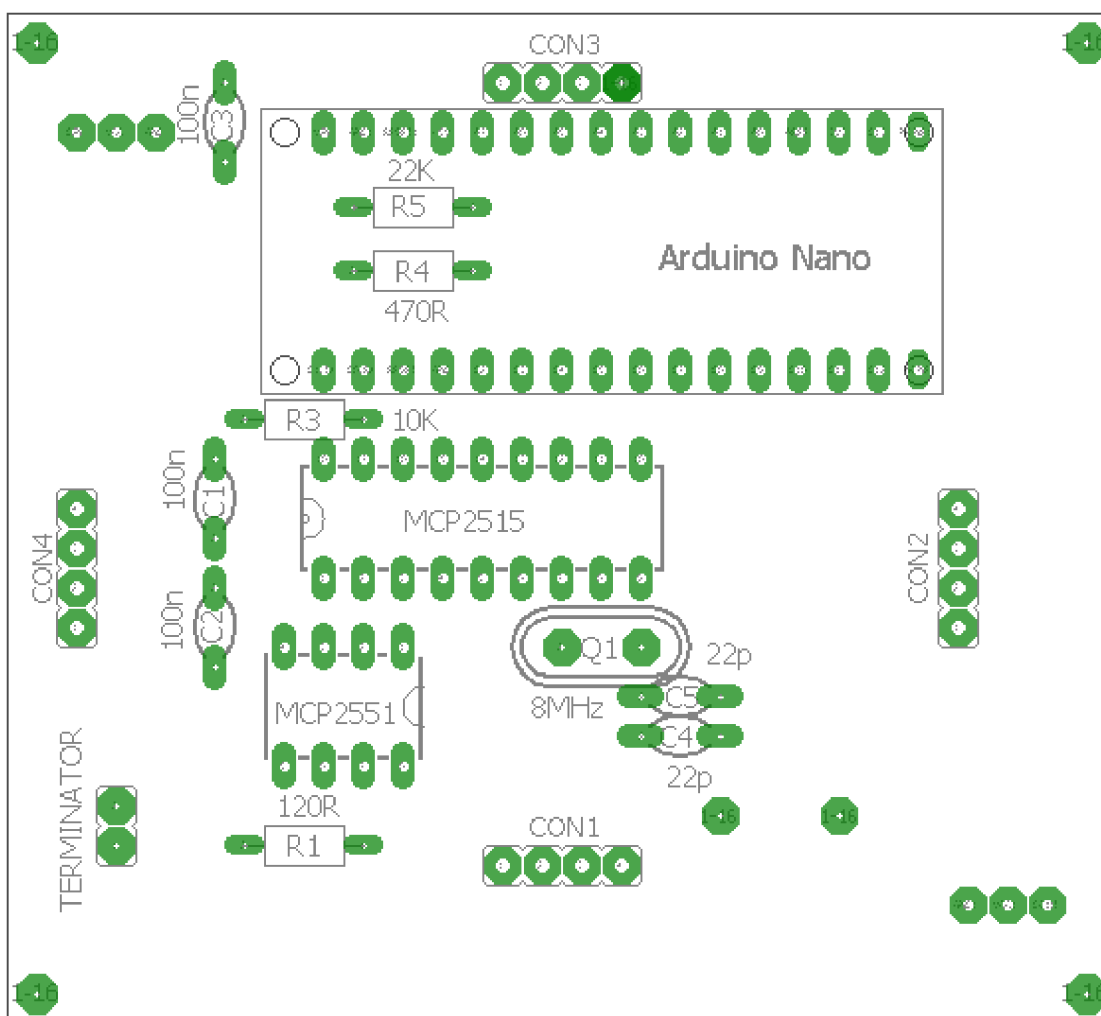 1-16
1-16
CON3
100n
C3
22K
R5
Arduino Nano
R4
470R
R3
10K
100n
C1
MCP2515
CON4
CON2
100n
C2
Q1
22p
C5
8MHz
MCP2551
C4
22p
TERMINATOR
120R
R1
CON1
1-16
1-16
1-16
1-16